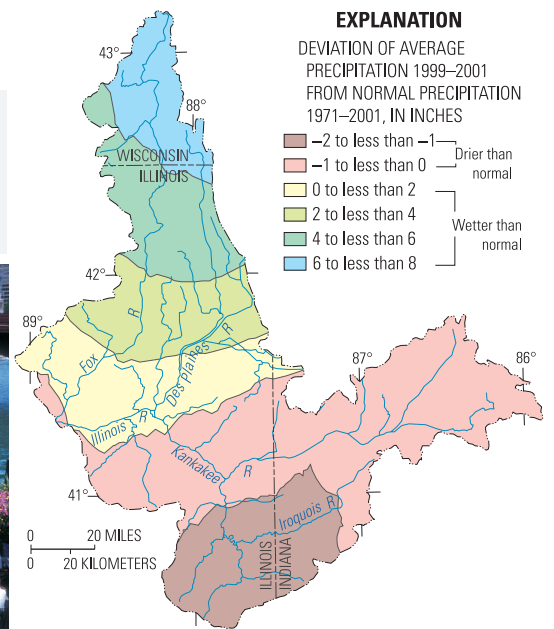 EXPLANATION
DEVIATION OF AVERAGE
PRECIPITATION 1999–2001
FROM NORMAL PRECIPITATION
1971–2001, IN INCHES
–2 to less than –1
–1 to less than 0
Drier than
normal
0 to less than 2
2 to less than 4
4 to less than 6
6 to less than 8
Wetter than
normal
43°
88°
WISCONSIN
ILLINOIS
42°
89°
Fox R
Des Plaines R
87°
86°
Illinois R
Kankakee R
41°
Iroquois R
ILLINOIS
INDIANA
0 20 MILES
0 20 KILOMETERS